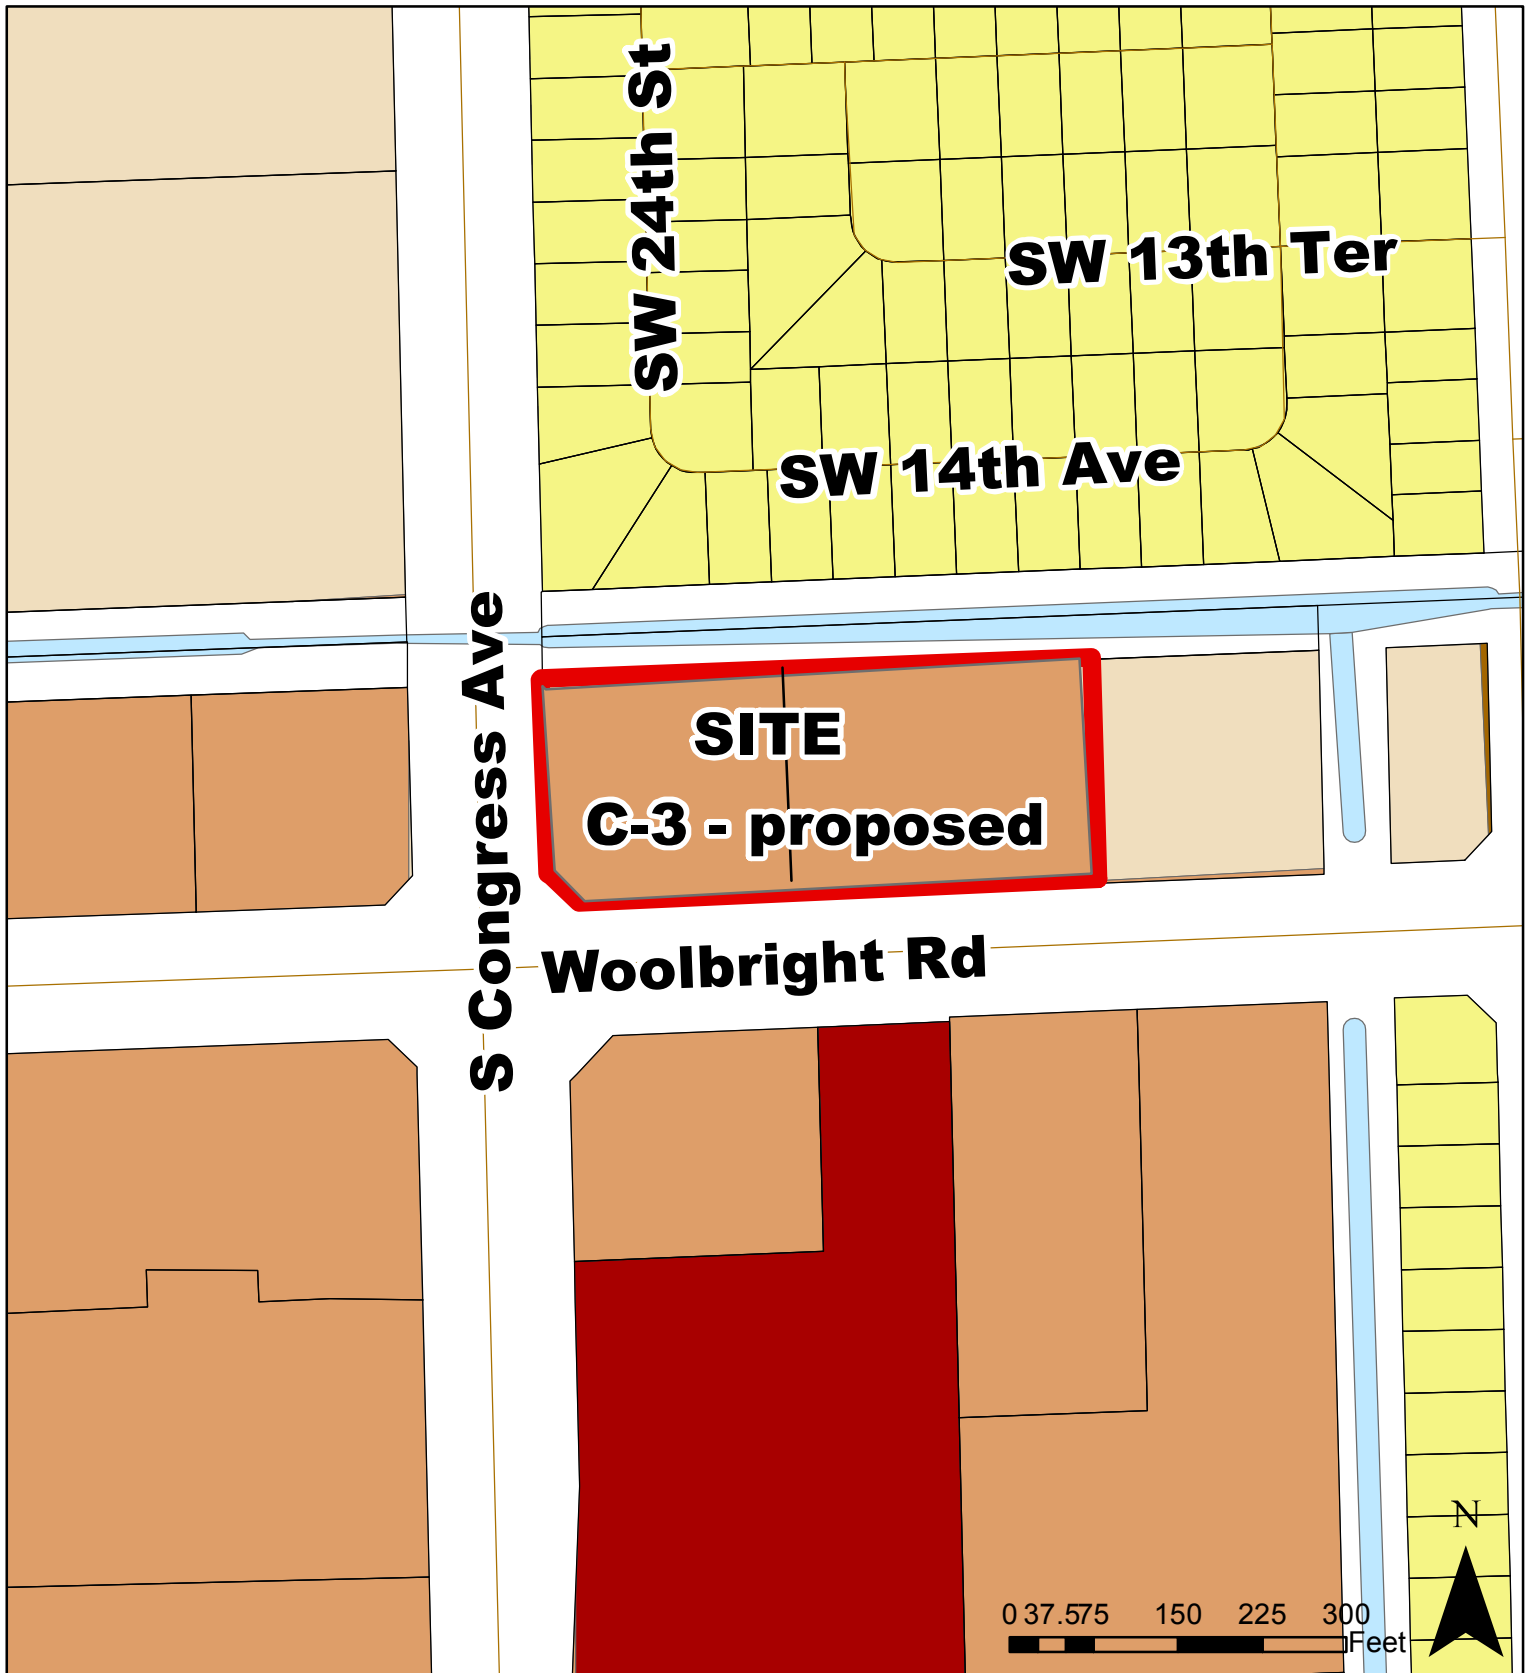 SW 24th St
SW 13th Ter
SW 14th Ave
S Congress Ave
SITE
C-3 - proposed
Woolbright Rd
N
0 37.575 150 225 300
Feet